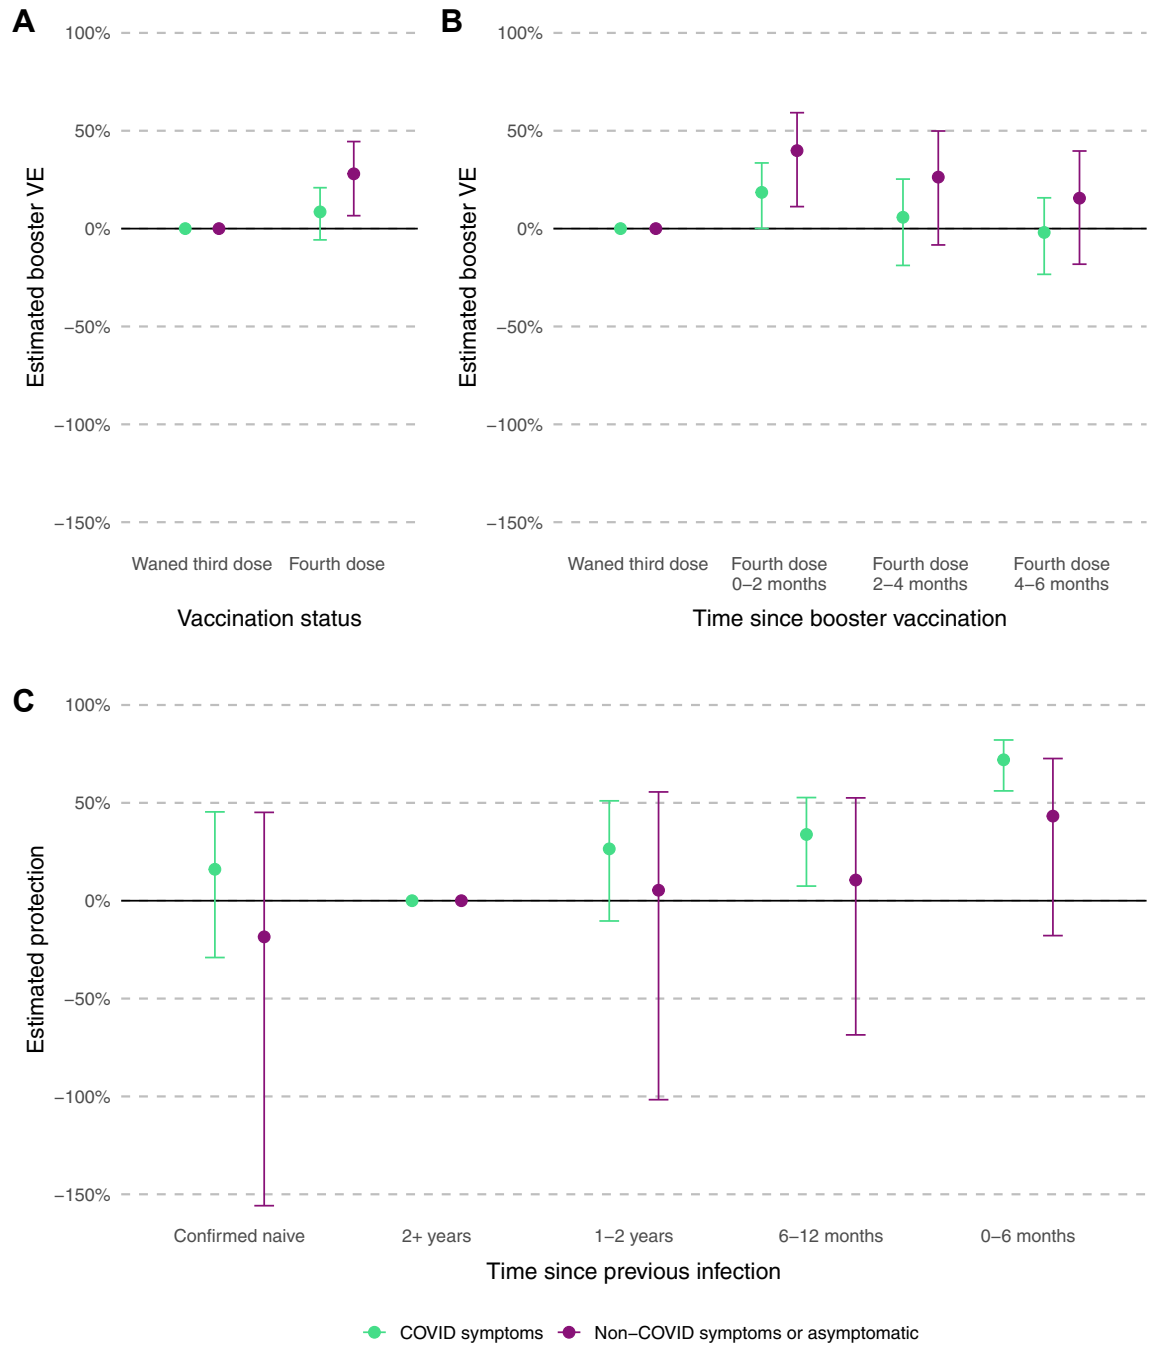 A
100%
50%
0%
−50%
−100%
−150%
Estimated booster VE
Waned third dose
Fourth dose
Vaccination status
B
100%
50%
0%
−50%
−100%
−150%
Estimated booster VE
Waned third dose
Fourth dose
0−2 months
Fourth dose
2−4 months
Fourth dose
4−6 months
Time since booster vaccination
C
100%
50%
0%
−50%
−100%
−150%
Estimated protection
Confirmed naive
2+ years
1−2 years
6−12 months
0−6 months
Time since previous infection
COVID symptoms
Non−COVID symptoms or asymptomatic